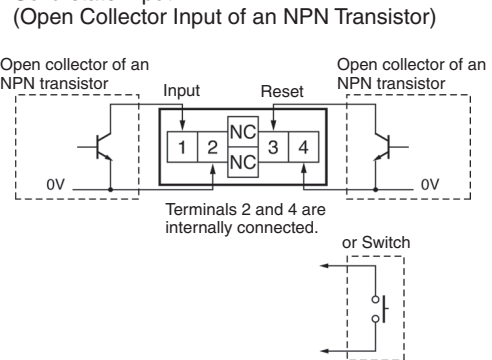 (Open Collector Input of an NPN Transistor)
Open collector of an
NPN transistor
Input
Reset
Open collector of an
NPN transistor
1 2 NC 3 4
NC
0V
0V
Terminals 2 and 4 are
internally connected.
or Switch